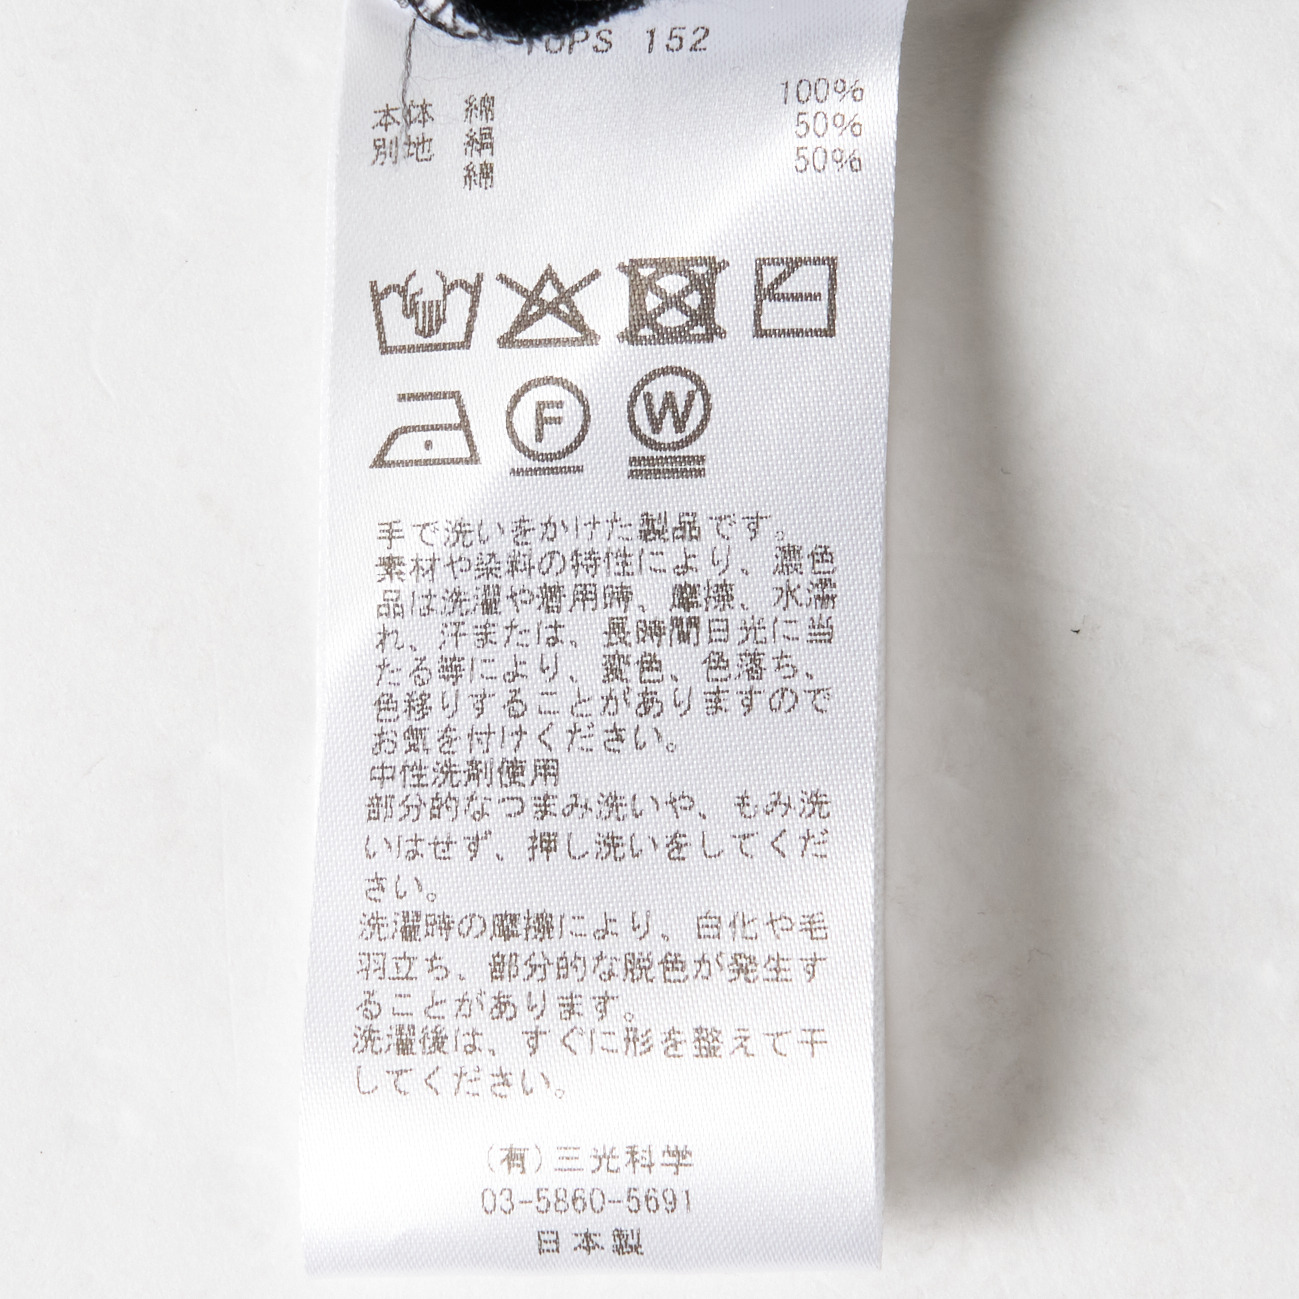 TOPS 152
本体 綿 100%
別地 絹 50%
綿 50%
F W
手で洗いをかけた製品です。
素材や染料の特性により、濃色
品は洗濯や着用時、摩擦、水濡
れ、汗または、長時間日光に当
たる等により、変色、色落ち、
色移りすることがありますので
お気を付けください。
中性洗剤使用
部分的なつまみ洗いや、もみ洗
いはせず、押し洗いをしてくだ
さい。
洗濯時の摩擦により、白化や毛
羽立ち、部分的な脱色が発生す
ることがあります。
洗濯後は、すぐに形を整えて干
してください。
(有)三光科学
03-5860-5691
日本製